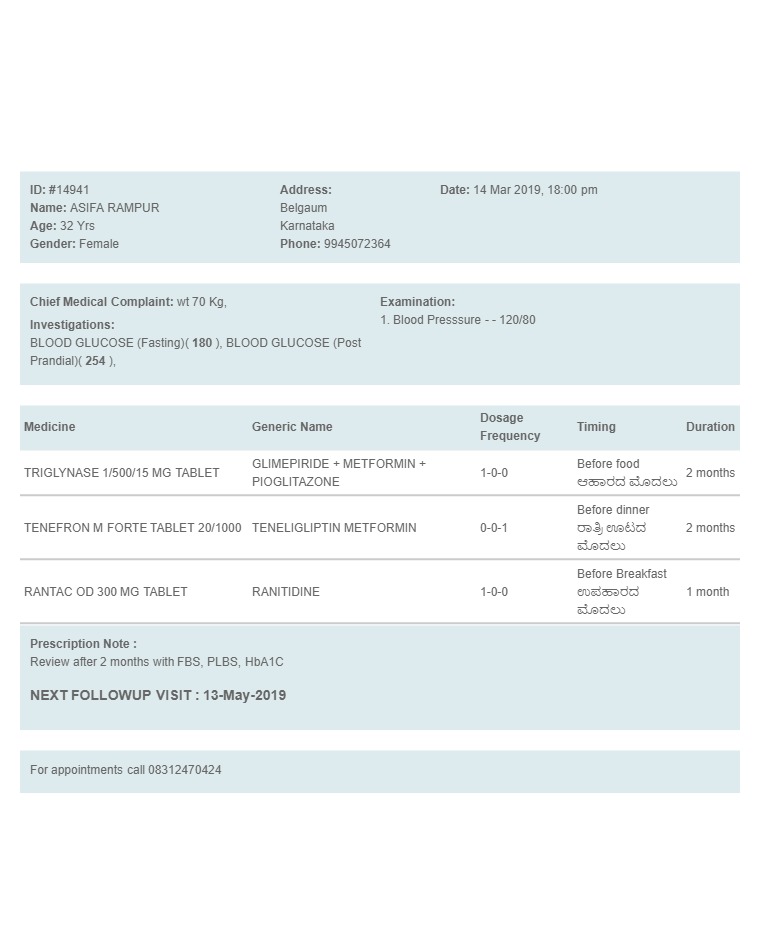 ID: #14941
Name: ASIFA RAMPUR
Age: 32 Yrs
Gender: Female
Address:
Belgaum
Karnataka
Phone: 9945072364
Date: 14 Mar 2019, 18:00 pm
Chief Medical Complaint: wt 70 Kg,
Investigations:
BLOOD GLUCOSE (Fasting)( 180 ), BLOOD GLUCOSE (Post
Prandial)( 254 ),
Examination:
1. Blood Presssure - - 120/80
Medicine Generic Name Dosage Frequency Timing Duration
TRIGLYNASE 1/500/15 MG TABLET
GLIMEPIRIDE + METFORMIN +
PIOGLITAZONE
1-0-0
Before food
ಆಹಾರದ ಮೊದಲು
2 months
TENEFRON M FORTE TABLET 20/1000
TENELIGLIPTIN METFORMIN
0-0-1
Before dinner
ರಾತ್ರಿ ಊಟದ
ಮೊದಲು
2 months
RANTAC OD 300 MG TABLET
RANITIDINE
1-0-0
Before Breakfast
ಉಪಹಾರದ
ಮೊದಲು
1 month
Prescription Note :
Review after 2 months with FBS, PLBS, HbA1C
NEXT FOLLOWUP VISIT : 13-May-2019
For appointments call 08312470424